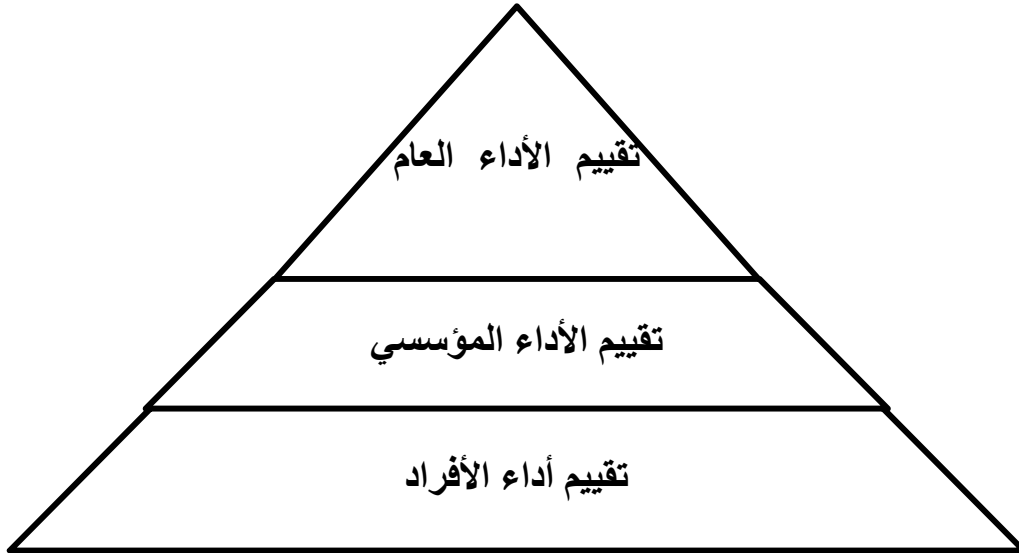 تقييم الأداء العام
تقييم الأداء المؤسسي
تقييم أداء الأفراد